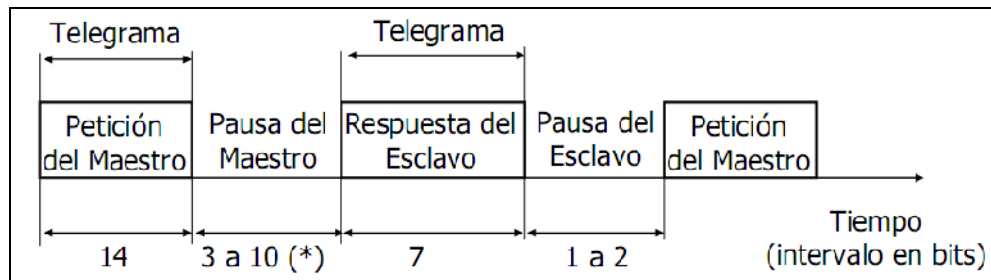 Telegrama
Telegrama
Petición
del Maestro
Pausa del
Maestro
Respuesta del
Esclavo
Pausa del
Esclavo
Petición
del Maestro
14
3 a 10 (*)
7
1 a 2
Tiempo
(intervalo en bits)